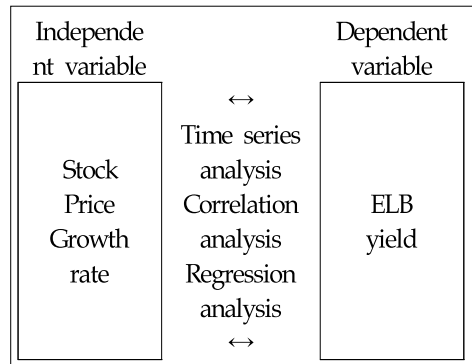 Independe
nt variable
Dependent
variable
↔
Time series
analysis
Correlation
analysis
Regression
analysis
↔
Stock
Price
Growth
rate
ELB
yield